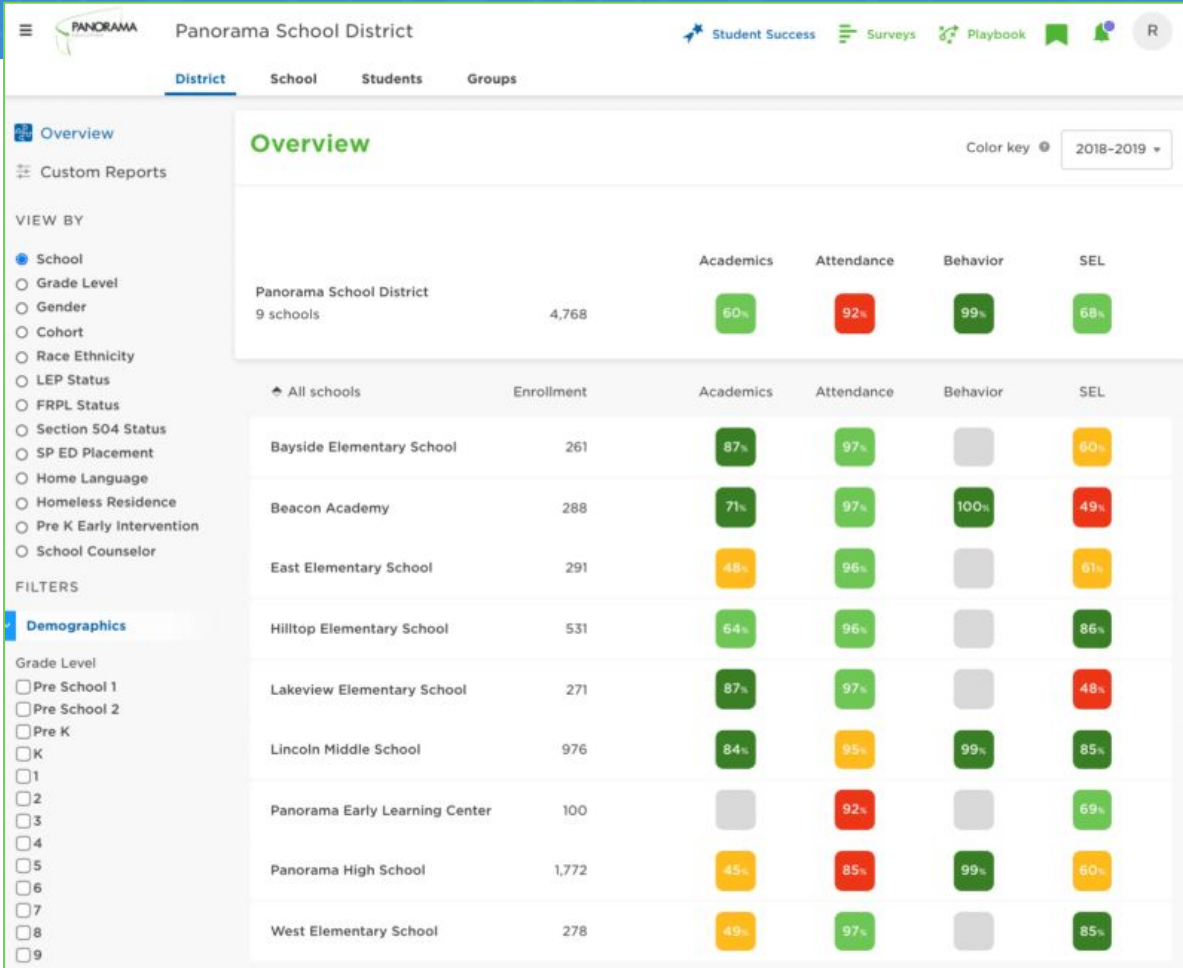 PANORAMA
Panorama School District
Student Success
Surveys
Playbook
R
District School Students Groups
Overview
Custom Reports
VIEW BY
School
Grade Level
Gender
Cohort
Race Ethnicity
LEP Status
FRPL Status
Section 504 Status
SP ED Placement
Home Language
Homeless Residence
Pre K Early Intervention
School Counselor
FILTERS
Demographics
Grade Level
Pre School 1
Pre School 2
Pre K
K
1
2
3
4
5
6
7
8
9
Overview
Color key
2018-2019
Academics Attendance Behavior SEL
Panorama School District
9 schools 4,768 60% 92% 99% 68%
All schools Enrollment Academics Attendance Behavior SEL
Bayside Elementary School 261 87% 97% 60%
Beacon Academy 288 71% 97% 100% 49%
East Elementary School 291 48% 96% 61%
Hilltop Elementary School 531 64% 96% 86%
Lakeview Elementary School 271 87% 97% 48%
Lincoln Middle School 976 84% 95% 99% 85%
Panorama Early Learning Center 100 92% 69%
Panorama High School 1,772 45% 85% 99% 60%
West Elementary School 278 49% 97% 85%